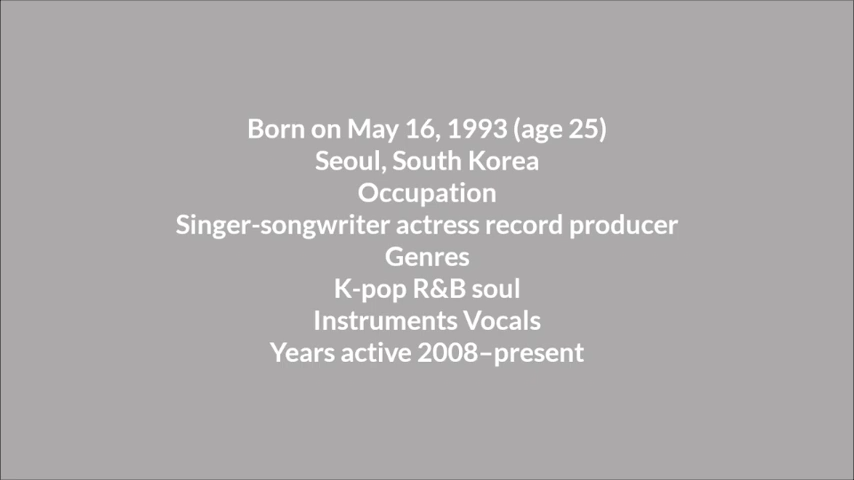 Born on May 16, 1993 (age 25)
Seoul, South Korea
Occupation
Singer-songwriter actress record producer
Genres
K-pop R&B soul
Instruments Vocals
Years active 2008–present